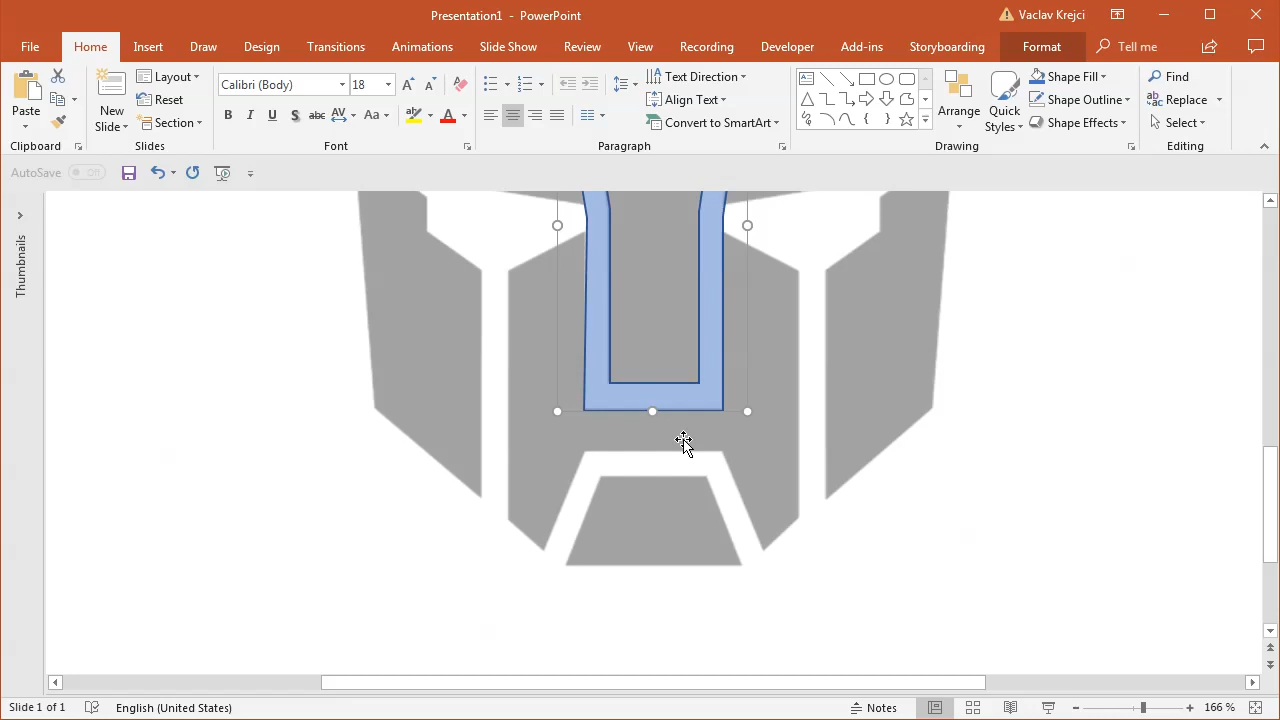 Presentation1 - PowerPoint
Vaclav Krejci
File Home Insert Draw Design Transitions Animations Slide Show Review View Recording Developer Add-ins Storyboarding Format Tell me
Paste
Clipboard
New Slide
Layout
Reset
Section
Slides
Calibri (Body) 18
B I U S abc AV Aa A
Font
Text Direction
Align Text
Convert to SmartArt
Paragraph
Arrange
Quick Styles
Shape Fill
Shape Outline
Shape Effects
Drawing
Find
Replace
Select
Editing
AutoSave Off
Thumbnails
Slide 1 of 1 English (United States) Notes 166 %